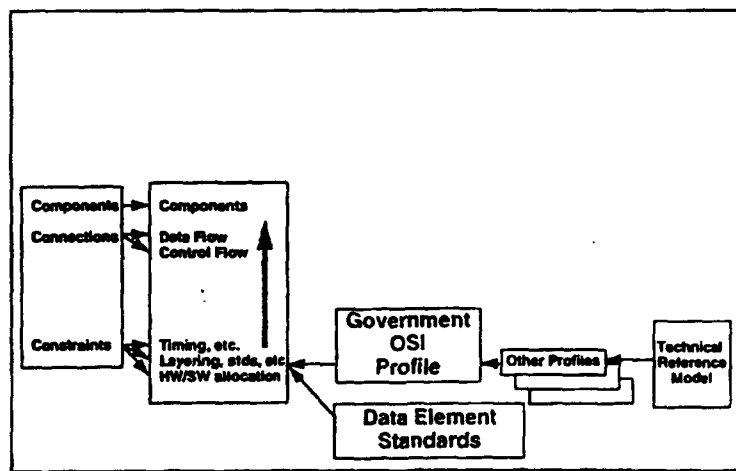 Components
Connections
Constraints
Components
Data Flow
Control Flow
Timing, etc.
Layering, stds, etc
HW/SW allocation
Government
OSI
Profile
Data Element
Standards
Other Profiles
Technical
Reference
Model